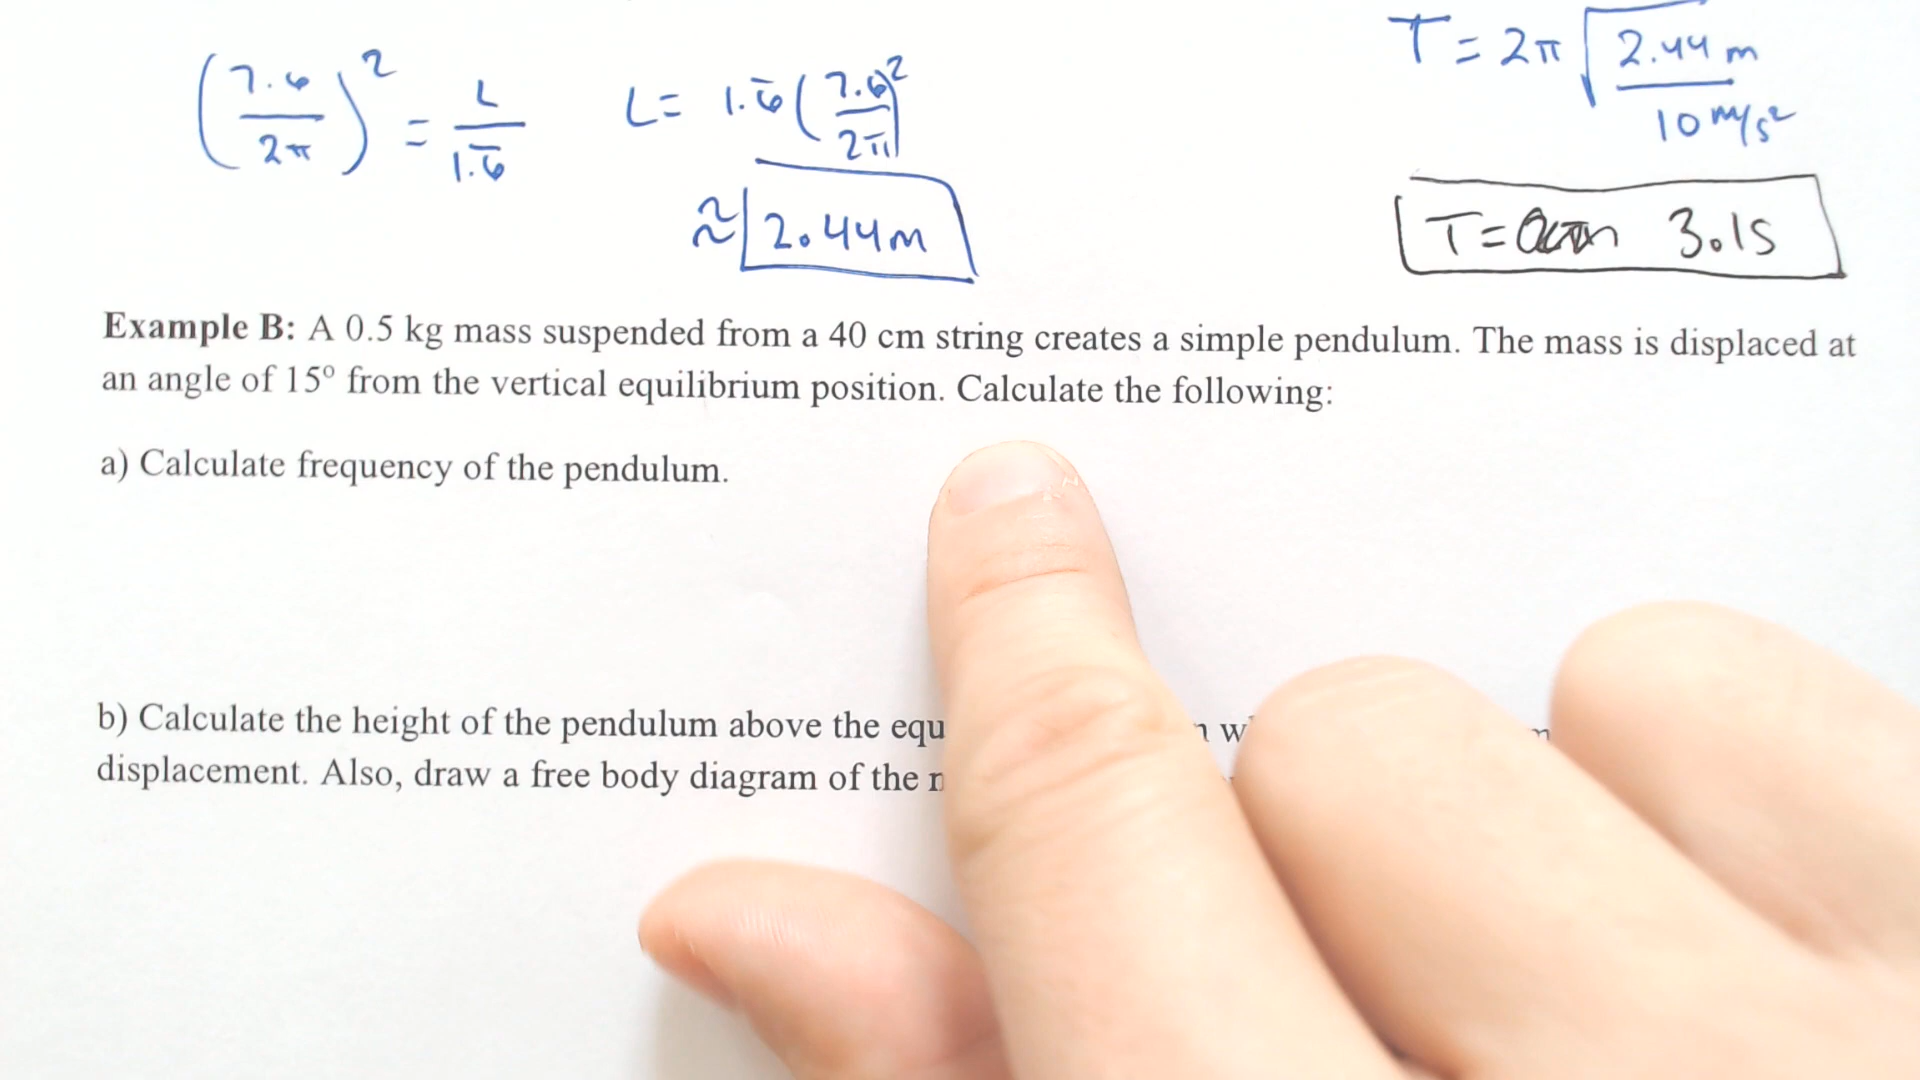 (7.6/2π)² = L/1.6̅
L = 1.6̅(7.6/2π)²
≈ 2.44m
T = 2π√(2.44 m/10 m/s²)
T = 3.1s
Example B: A 0.5 kg mass suspended from a 40 cm string creates a simple pendulum. The mass is displaced at
an angle of 15° from the vertical equilibrium position. Calculate the following:
a) Calculate frequency of the pendulum.
b) Calculate the height of the pendulum above the
displacement. Also, draw a free body diagram of the